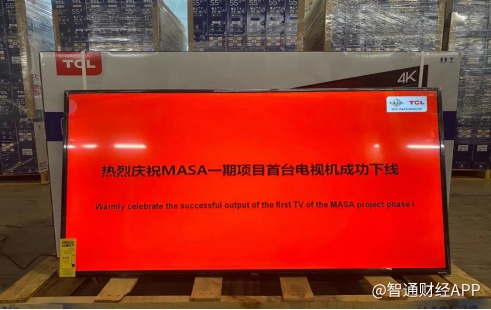 TCL
4K
TCL
热烈庆祝MASA一期项目首台电视机成功下线
Warmly celebrate the successful output of the first TV of the MASA project phase I
TCL
@智通财经APP